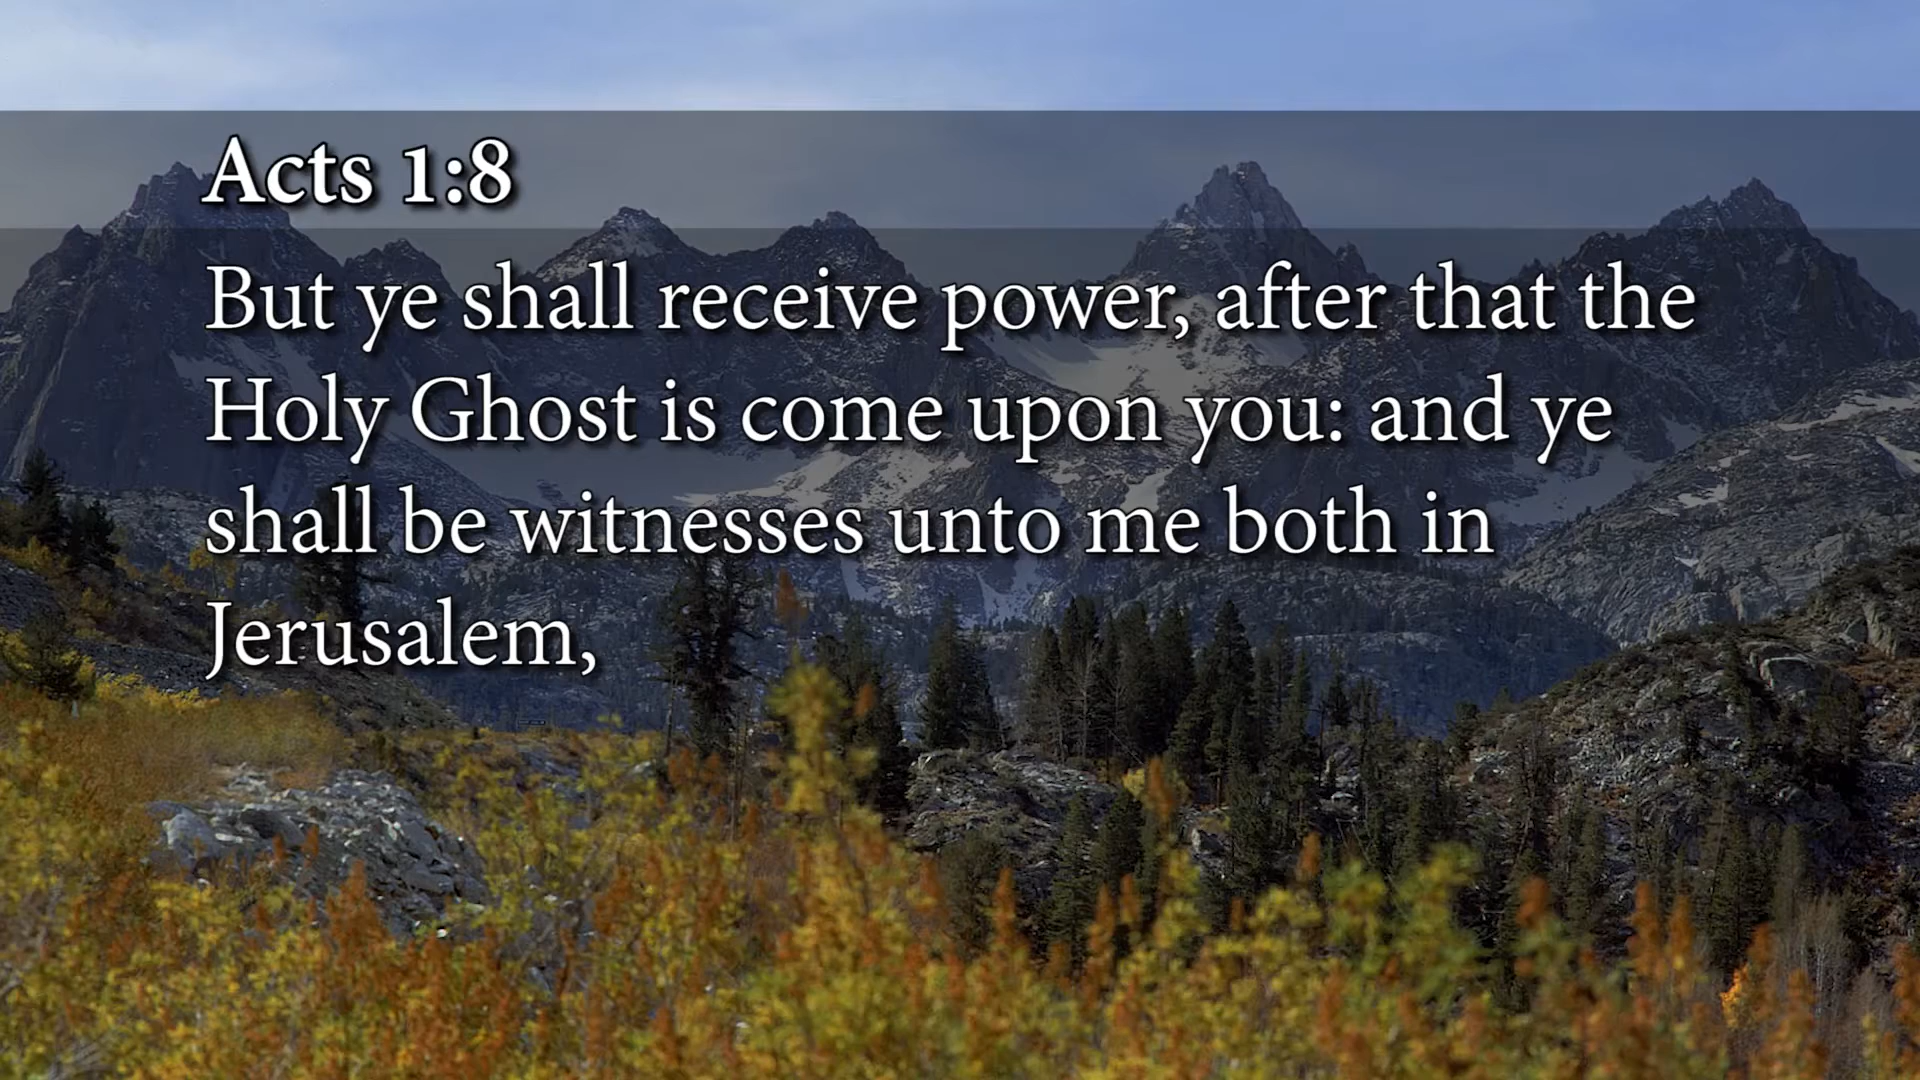 Acts 1:8
But ye shall receive power, after that the
Holy Ghost is come upon you: and ye
shall be witnesses unto me both in
Jerusalem,